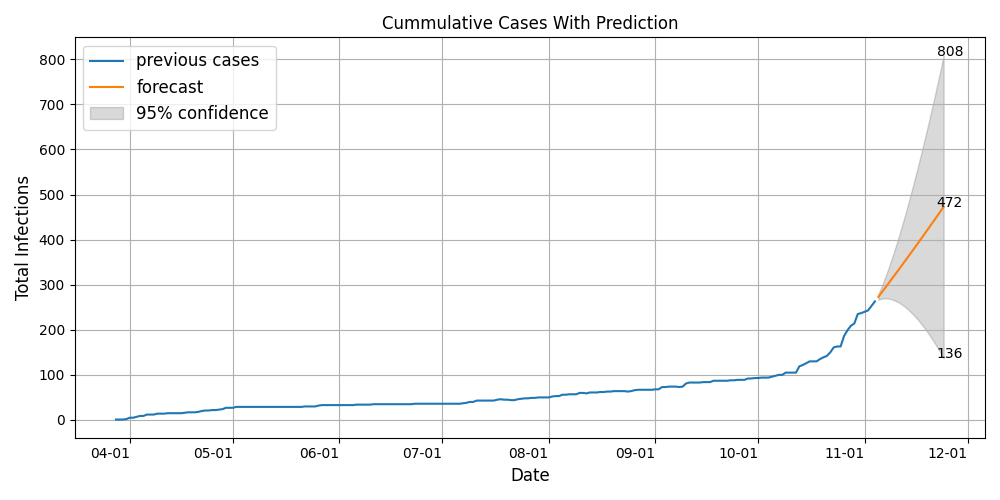 Cummulative Cases With Prediction
previous cases
forecast
95% confidence
Total Infections
800
700
600
500
400
300
200
100
0
808
472
136
04-01 05-01 06-01 07-01 08-01 09-01 10-01 11-01 12-01
Date